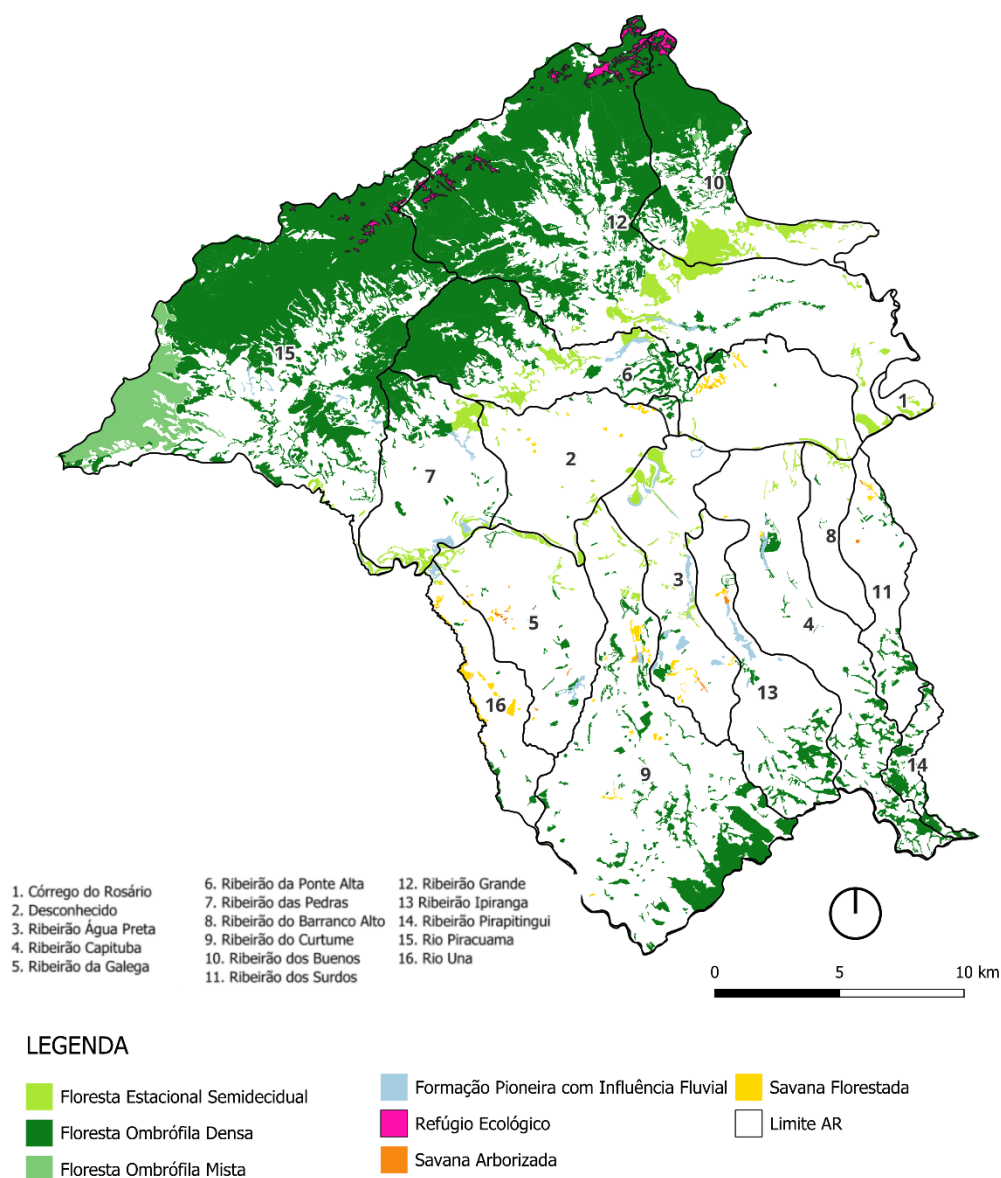 10
12
15
6
1
2
7
8
3
11
5
4
13
16
14
9
1. Córrego do Rosário
2. Desconhecido
3. Ribeirão Água Preta
4. Ribeirão Capituba
5. Ribeirão da Galega
6. Ribeirão da Ponte Alta
7. Ribeirão das Pedras
8. Ribeirão do Barranco Alto
9. Ribeirão do Curtume
10. Ribeirão dos Buenos
11. Ribeirão dos Surdos
12. Ribeirão Grande
13 Ribeirão Ipiranga
14. Ribeirão Pirapitingui
15. Rio Piracuama
16. Rio Una
0 5 10 km
LEGENDA
Floresta Estacional Semidecidual
Floresta Ombrófila Densa
Floresta Ombrófila Mista
Formação Pioneira com Influência Fluvial
Refúgio Ecológico
Savana Arborizada
Savana Florestada
Limite AR